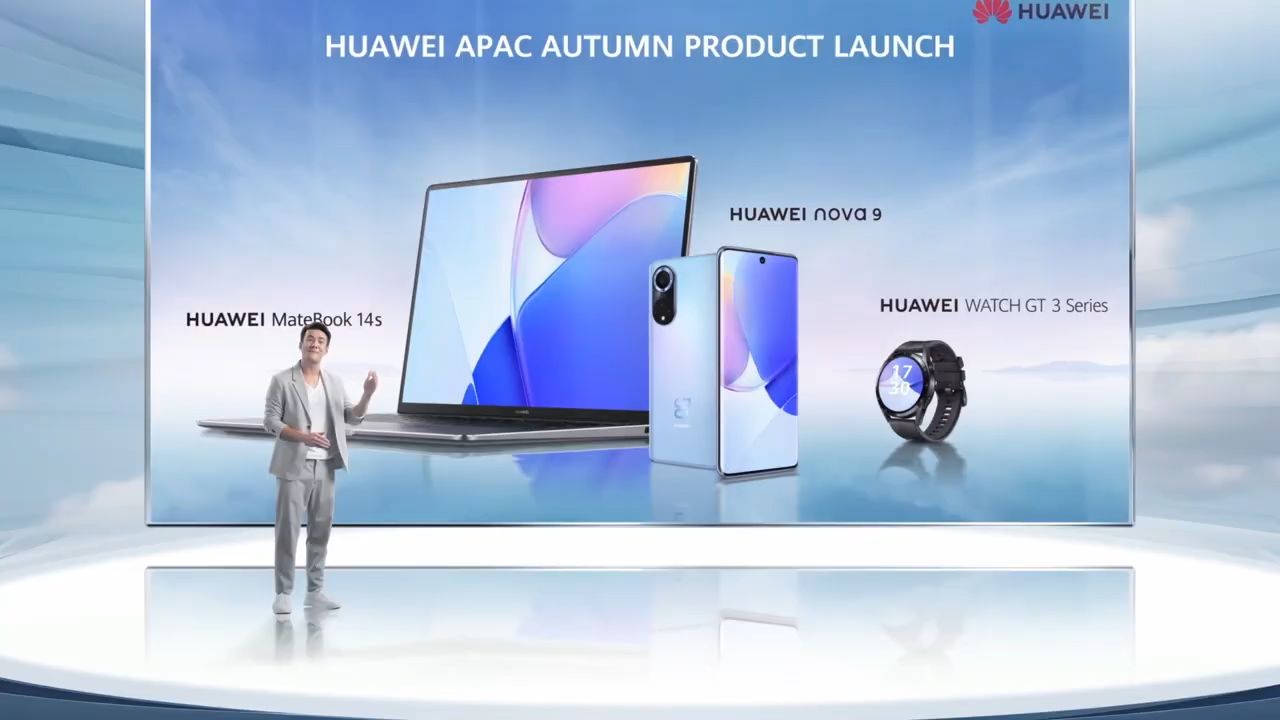 HUAWEI
HUAWEI APAC AUTUMN PRODUCT LAUNCH
HUAWEI nova 9
HUAWEI WATCH GT 3 Series
HUAWEI MateBook 14s
17
30